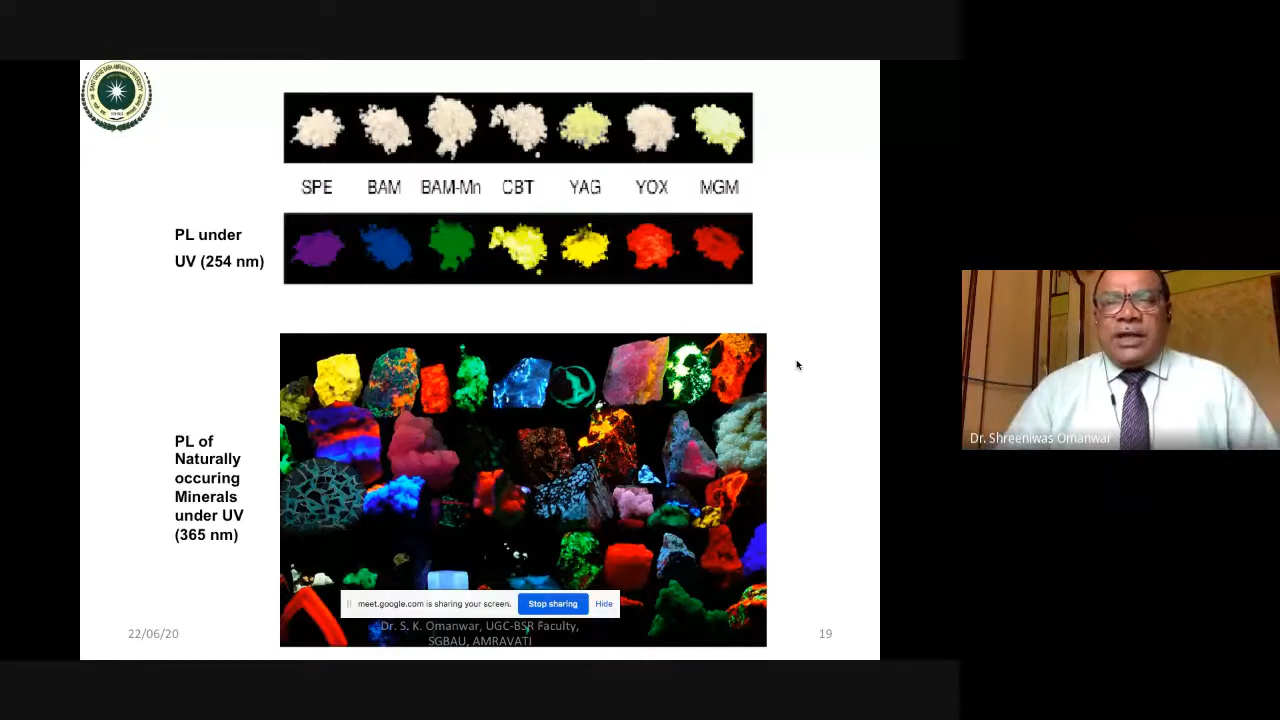 SPE BAM BAM-Mn CBT YAG YOX MGM
PL under
UV (254 nm)
PL of
Naturally
occuring
Minerals
under UV
(365 nm)
meet.google.com is sharing your screen. Stop sharing Hide
22/06/20
Dr. S. K. Omanwar, UGC-BSR Faculty,
SGBAU, AMRAVATI
19
Dr. Shreeniwas Omanwar